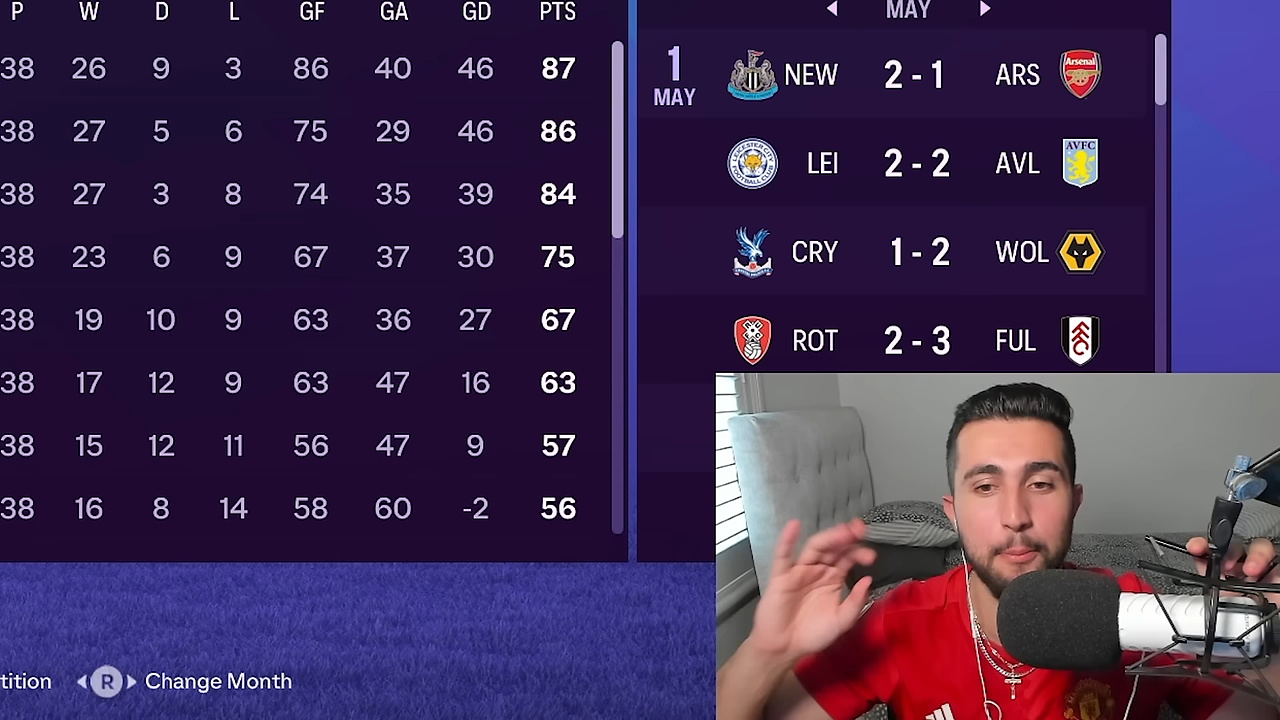 P W D L GF GA GD PTS
38 26 9 3 86 40 46 87
38 27 5 6 75 29 46 86
38 27 3 8 74 35 39 84
38 23 6 9 67 37 30 75
38 19 10 9 63 36 27 67
38 17 12 9 63 47 16 63
38 15 12 11 56 47 9 57
38 16 8 14 58 60 -2 56
tition R Change Month
MAY
1 MAY
NEW 2 - 1 ARS Arsenal
LEI 2 - 2 AVL AVFC
CRY 1 - 2 WOL
ROT 2 - 3 FUL